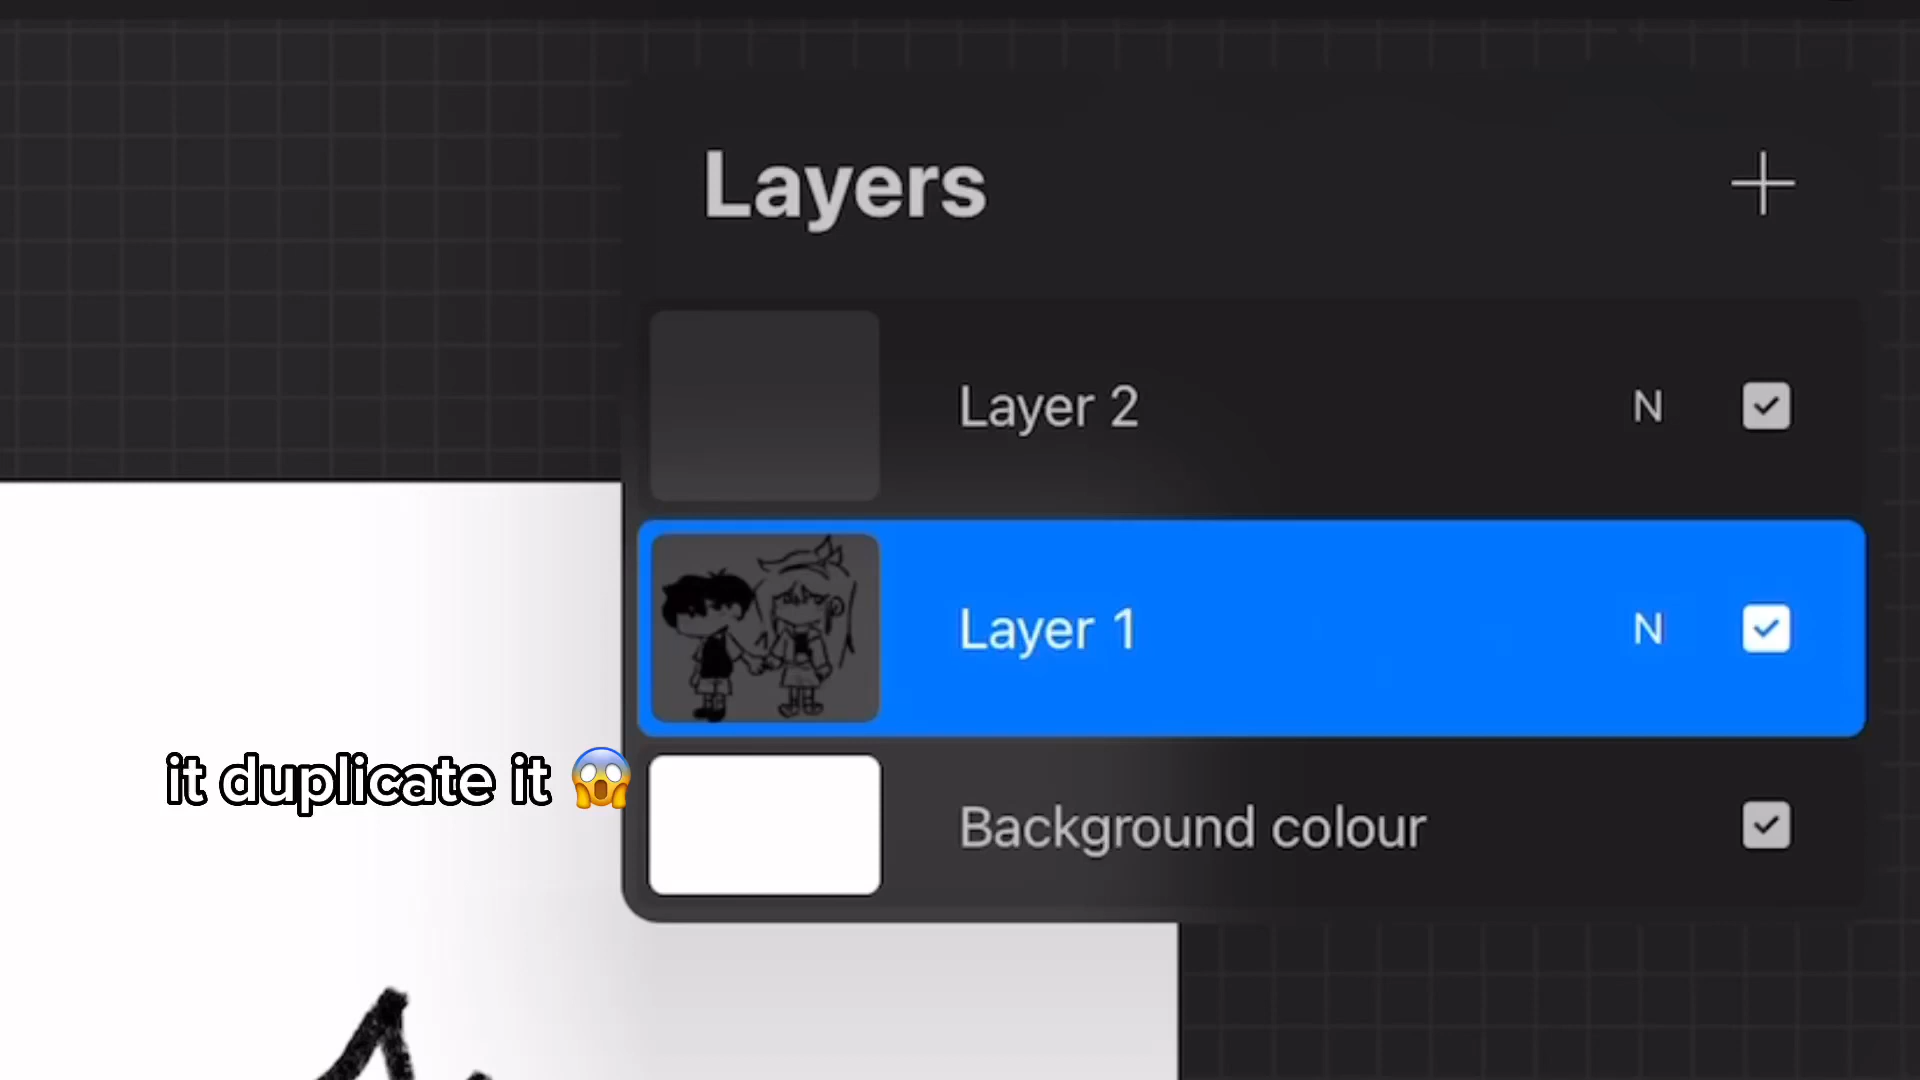 Layers
Layer 2 N
Layer 1 N
it duplicate it 😱
Background colour